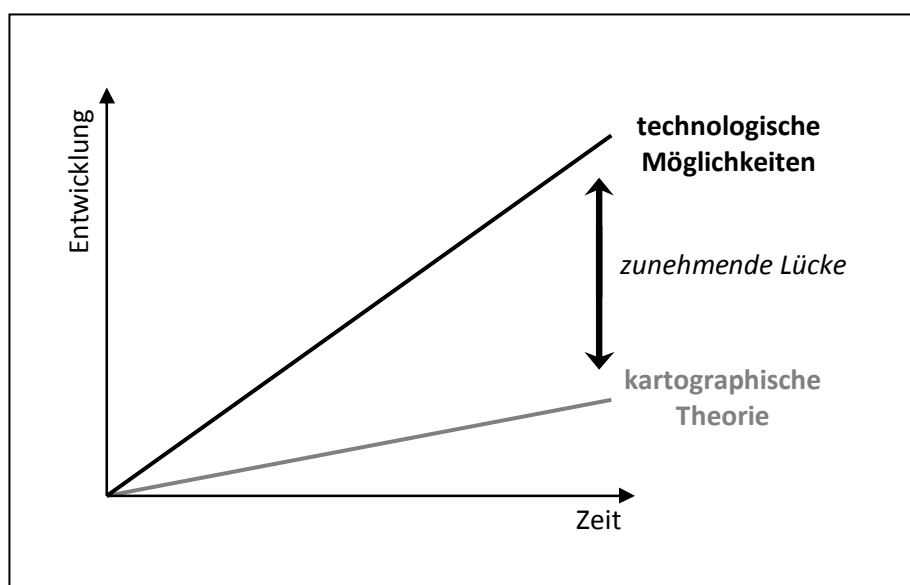 Entwicklung
technologische
Möglichkeiten
zunehmende Lücke
kartographische
Theorie
Zeit